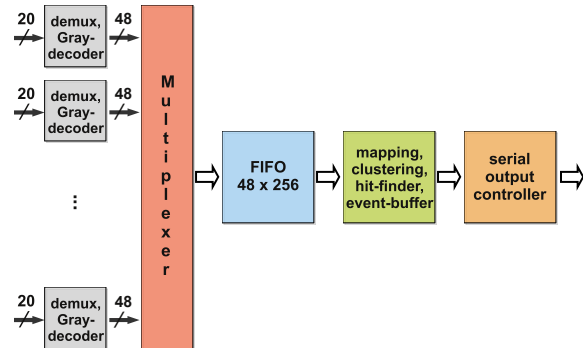 20
demux,
Gray-
decoder
48
20
demux,
Gray-
decoder
48
...
20
demux,
Gray-
decoder
48
Multiplexer
FIFO
48 x 256
mapping,
clustering,
hit-finder,
event-buffer
serial
output
controller